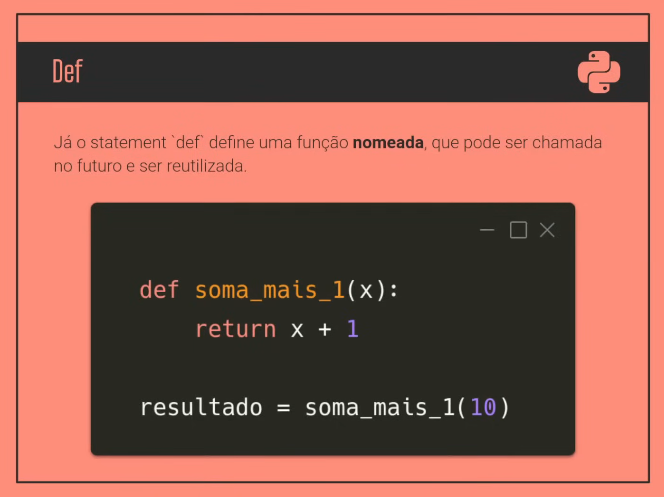 Def
Já o statement `def` define uma função nomeada, que pode ser chamada
no futuro e ser reutilizada.
def soma_mais_1(x):
    return x + 1
resultado = soma_mais_1(10)